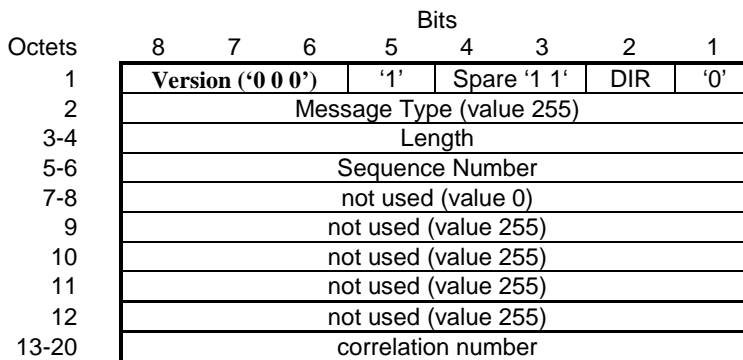 Bits
Octets 8 7 6 5 4 3 2 1
1 Version (‘0 0 0’) ‘1’ Spare ‘1 1‘ DIR ‘0’
2 Message Type (value 255)
3-4 Length
5-6 Sequence Number
7-8 not used (value 0)
9 not used (value 255)
10 not used (value 255)
11 not used (value 255)
12 not used (value 255)
13-20 correlation number